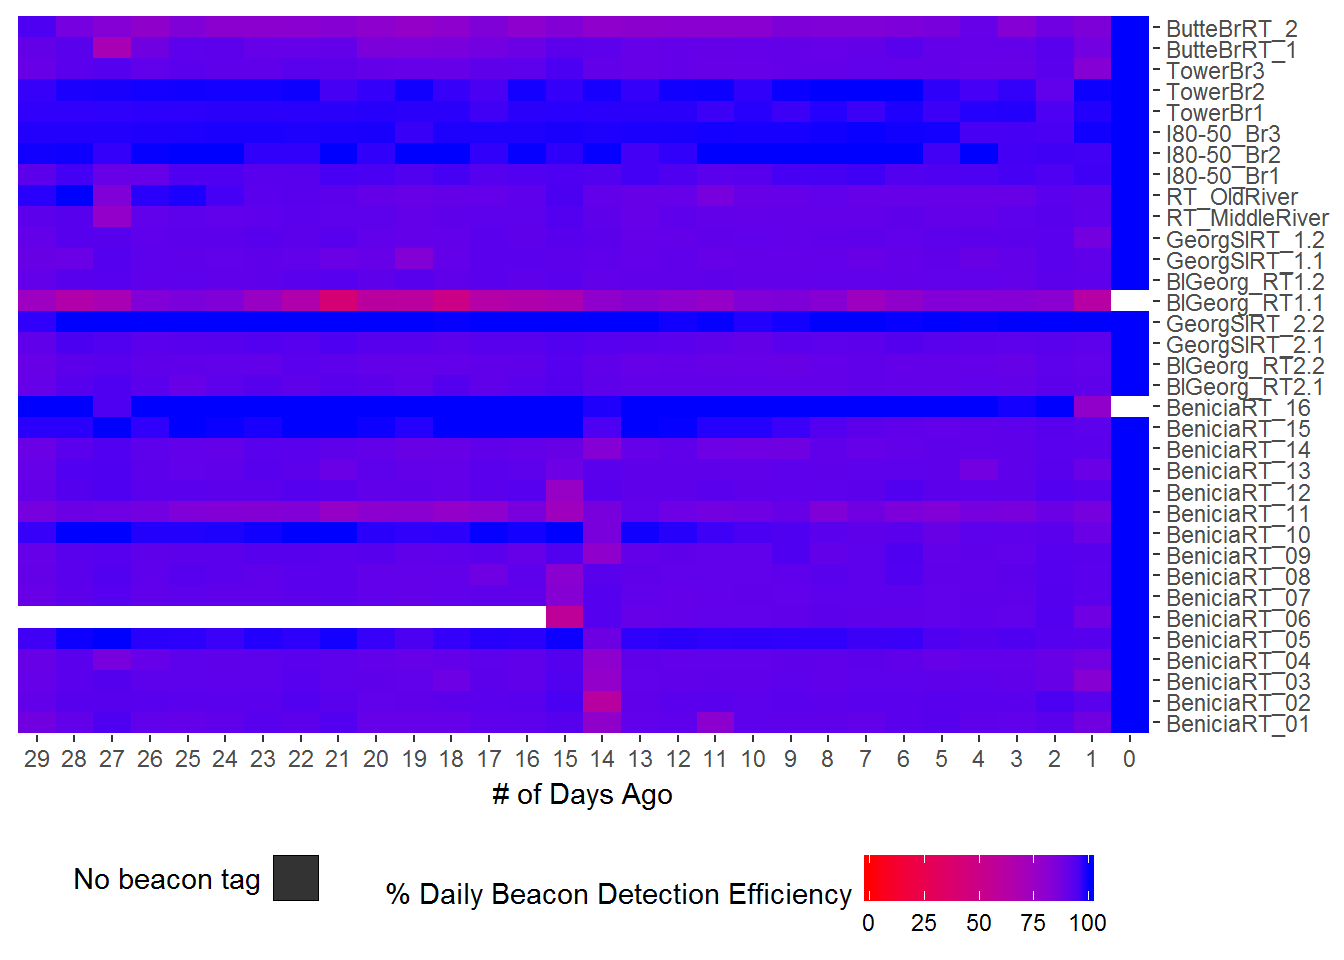 ButteBrRT_2
ButteBrRT_1
TowerBr3
TowerBr2
TowerBr1
I80-50_Br3
I80-50_Br2
I80-50_Br1
RT_OldRiver
RT_MiddleRiver
GeorgSlRT_1.2
GeorgSlRT_1.1
BlGeorg_RT1.2
BlGeorg_RT1.1
GeorgSlRT_2.2
GeorgSlRT_2.1
BlGeorg_RT2.2
BlGeorg_RT2.1
BeniciaRT_16
BeniciaRT_15
BeniciaRT_14
BeniciaRT_13
BeniciaRT_12
BeniciaRT_11
BeniciaRT_10
BeniciaRT_09
BeniciaRT_08
BeniciaRT_07
BeniciaRT_06
BeniciaRT_05
BeniciaRT_04
BeniciaRT_03
BeniciaRT_02
BeniciaRT_01
29 28 27 26 25 24 23 22 21 20 19 18 17 16 15 14 13 12 11 10 9 8 7 6 5 4 3 2 1 0
# of Days Ago
No beacon tag
% Daily Beacon Detection Efficiency
0 25 50 75 100